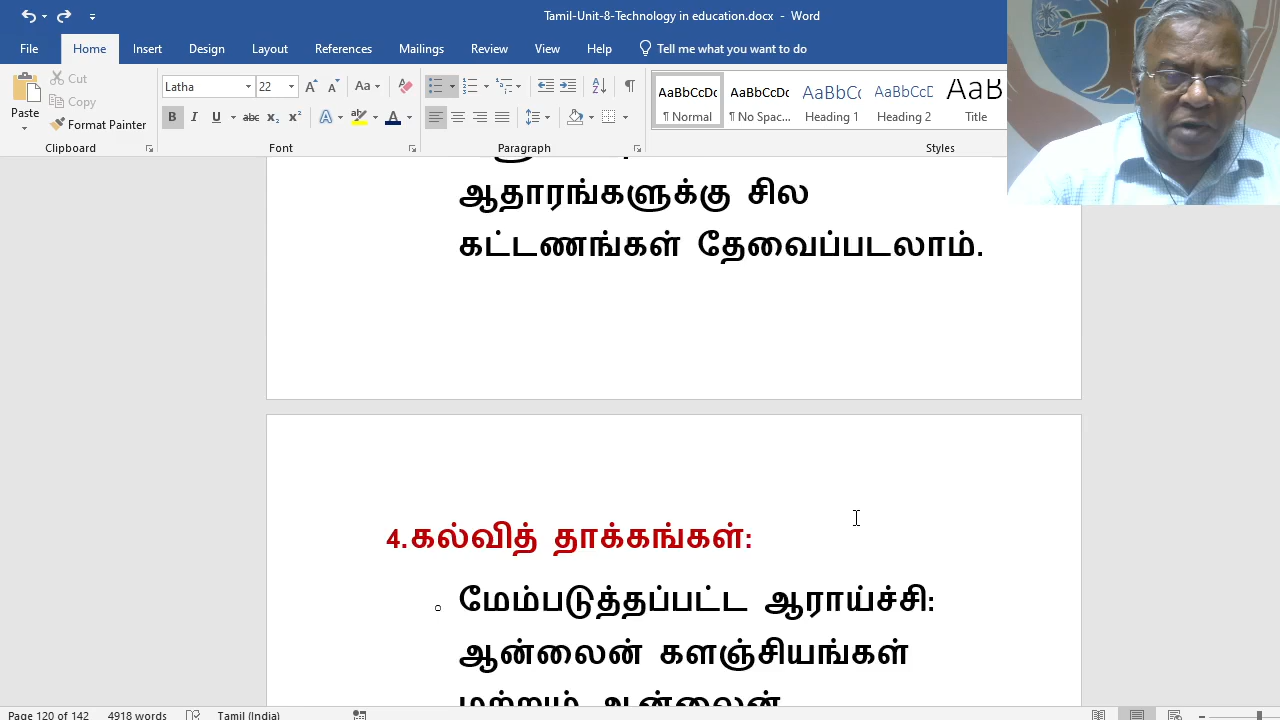 Tamil-Unit-8-Technology in education.docx - Word
File Home Insert Design Layout References Mailings Review View Help Tell me what you want to do
Cut
Copy
Format Painter
Paste
Latha 22
AaBbCcDc AaBbCcDc AaBbCc AaBbCcD AaB
¶ Normal ¶ No Spac... Heading 1 Heading 2 Title
Clipboard Font Paragraph Styles
ஆதாரங்களுக்கு சில
கட்டணங்கள் தேவைப்படலாம்.
4.கல்வித் தாக்கங்கள்:
மேம்படுத்தப்பட்ட ஆராய்ச்சி:
ஆன்லைன் களஞ்சியங்கள்
மற்றும் ஆன்லைன்
Page 120 of 142 4918 words Tamil (India)